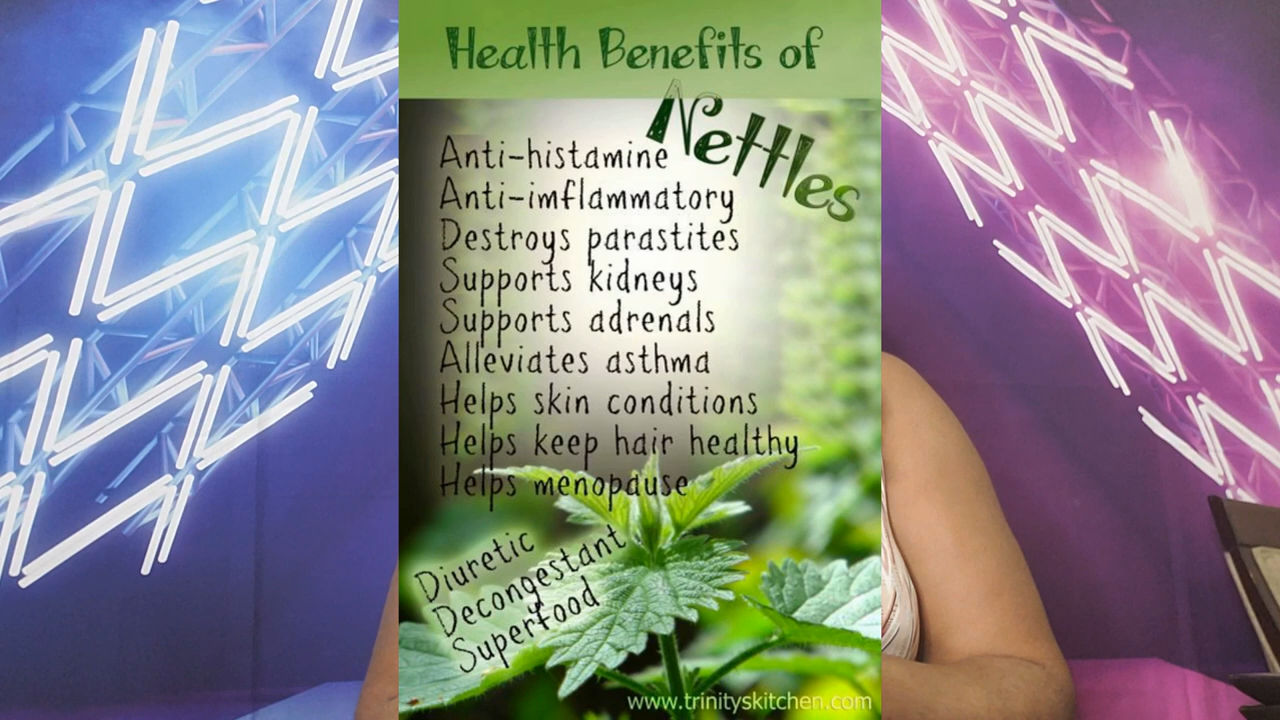 Health Benefits of
Nettles
Anti-histamine
Anti-imflammatory
Destroys parastites
Supports kidneys
Supports adrenals
Alleviates asthma
Helps skin conditions
Helps keep hair healthy
Helps menopause
Diuretic
Decongestant
Superfood
www.trinityskitchen.com